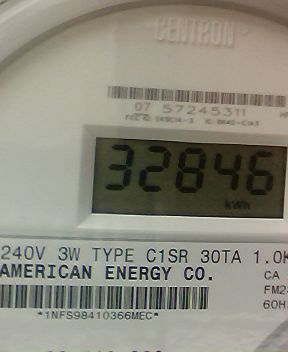 CENTRON
07 57245311
32846
kWh
240V 3W TYPE C1SR 30TA 1.0K
AMERICAN ENERGY CO.
CA
FM2
60H
*1NFS98410366MEC*